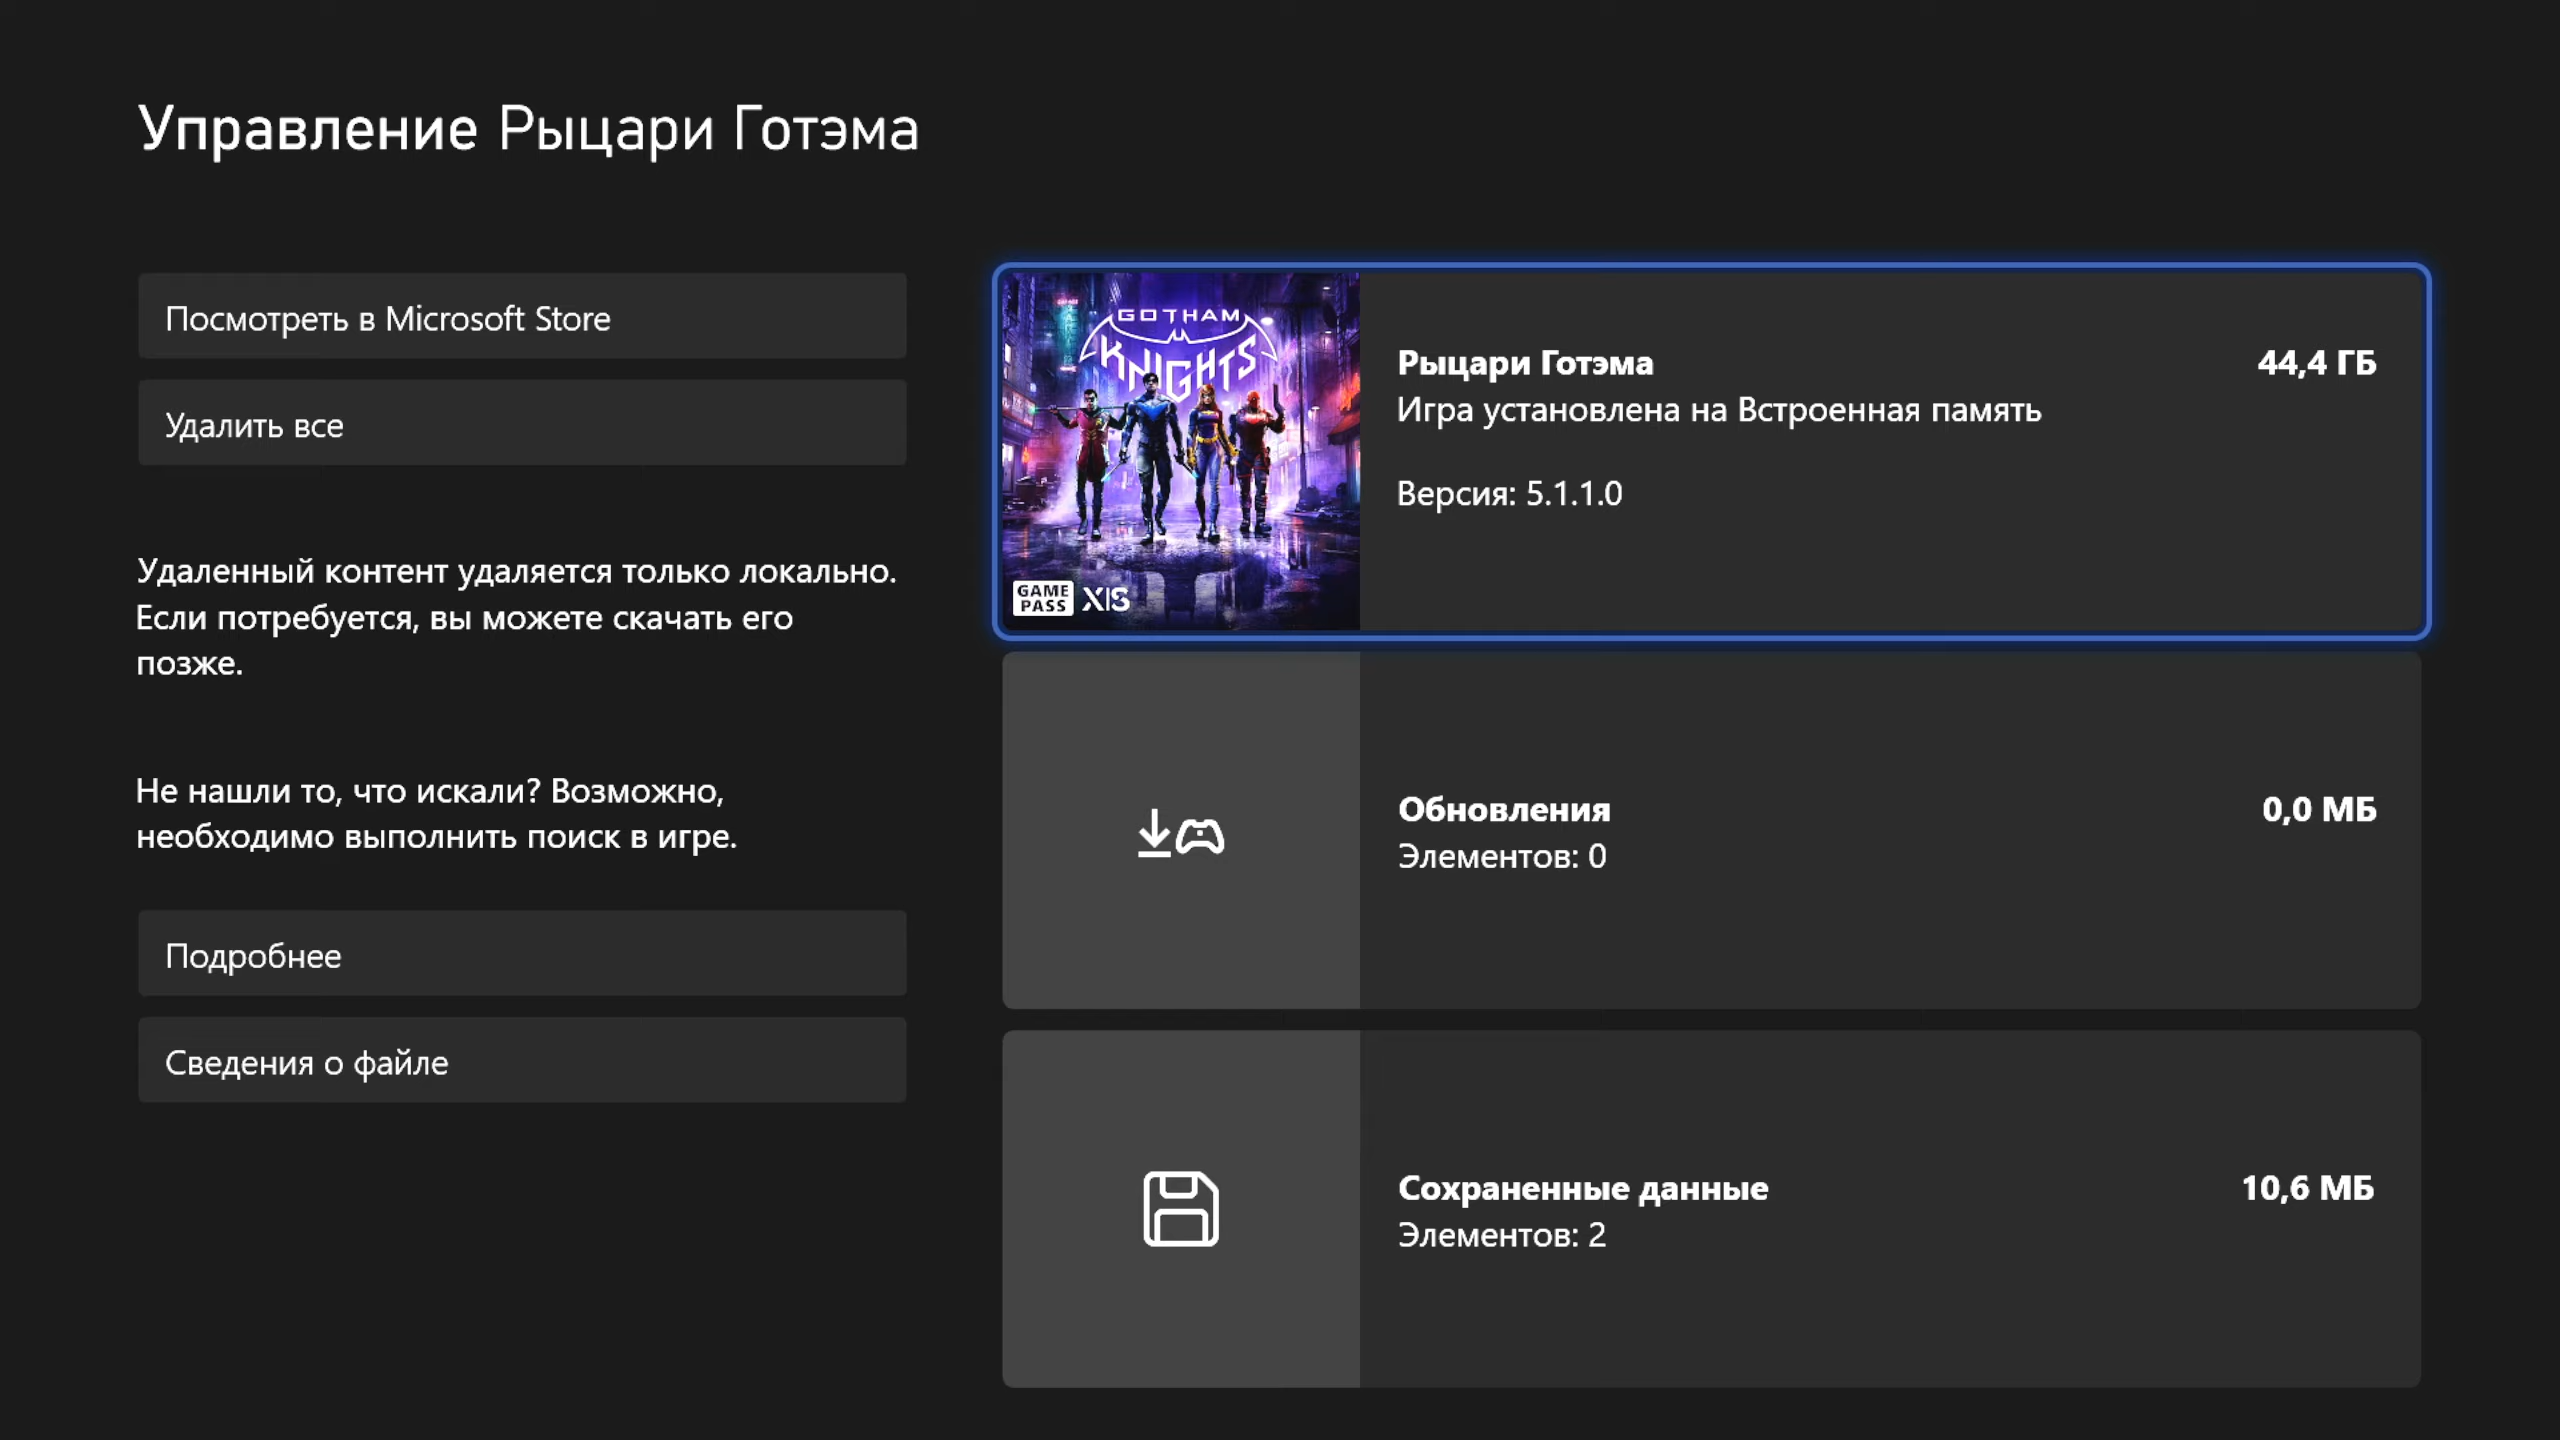 Управление Рыцари Готэма
Посмотреть в Microsoft Store
Удалить все
Удаленный контент удаляется только локально.
Если потребуется, вы можете скачать его
позже.
Не нашли то, что искали? Возможно,
необходимо выполнить поиск в игре.
Подробнее
Сведения о файле
GOTHAM
KNIGHTS
GAME
PASS
X|S
Рыцари Готэма
44,4 ГБ
Игра установлена на Встроенная память
Версия: 5.1.1.0
Обновления
0,0 МБ
Элементов: 0
Сохраненные данные
10,6 МБ
Элементов: 2